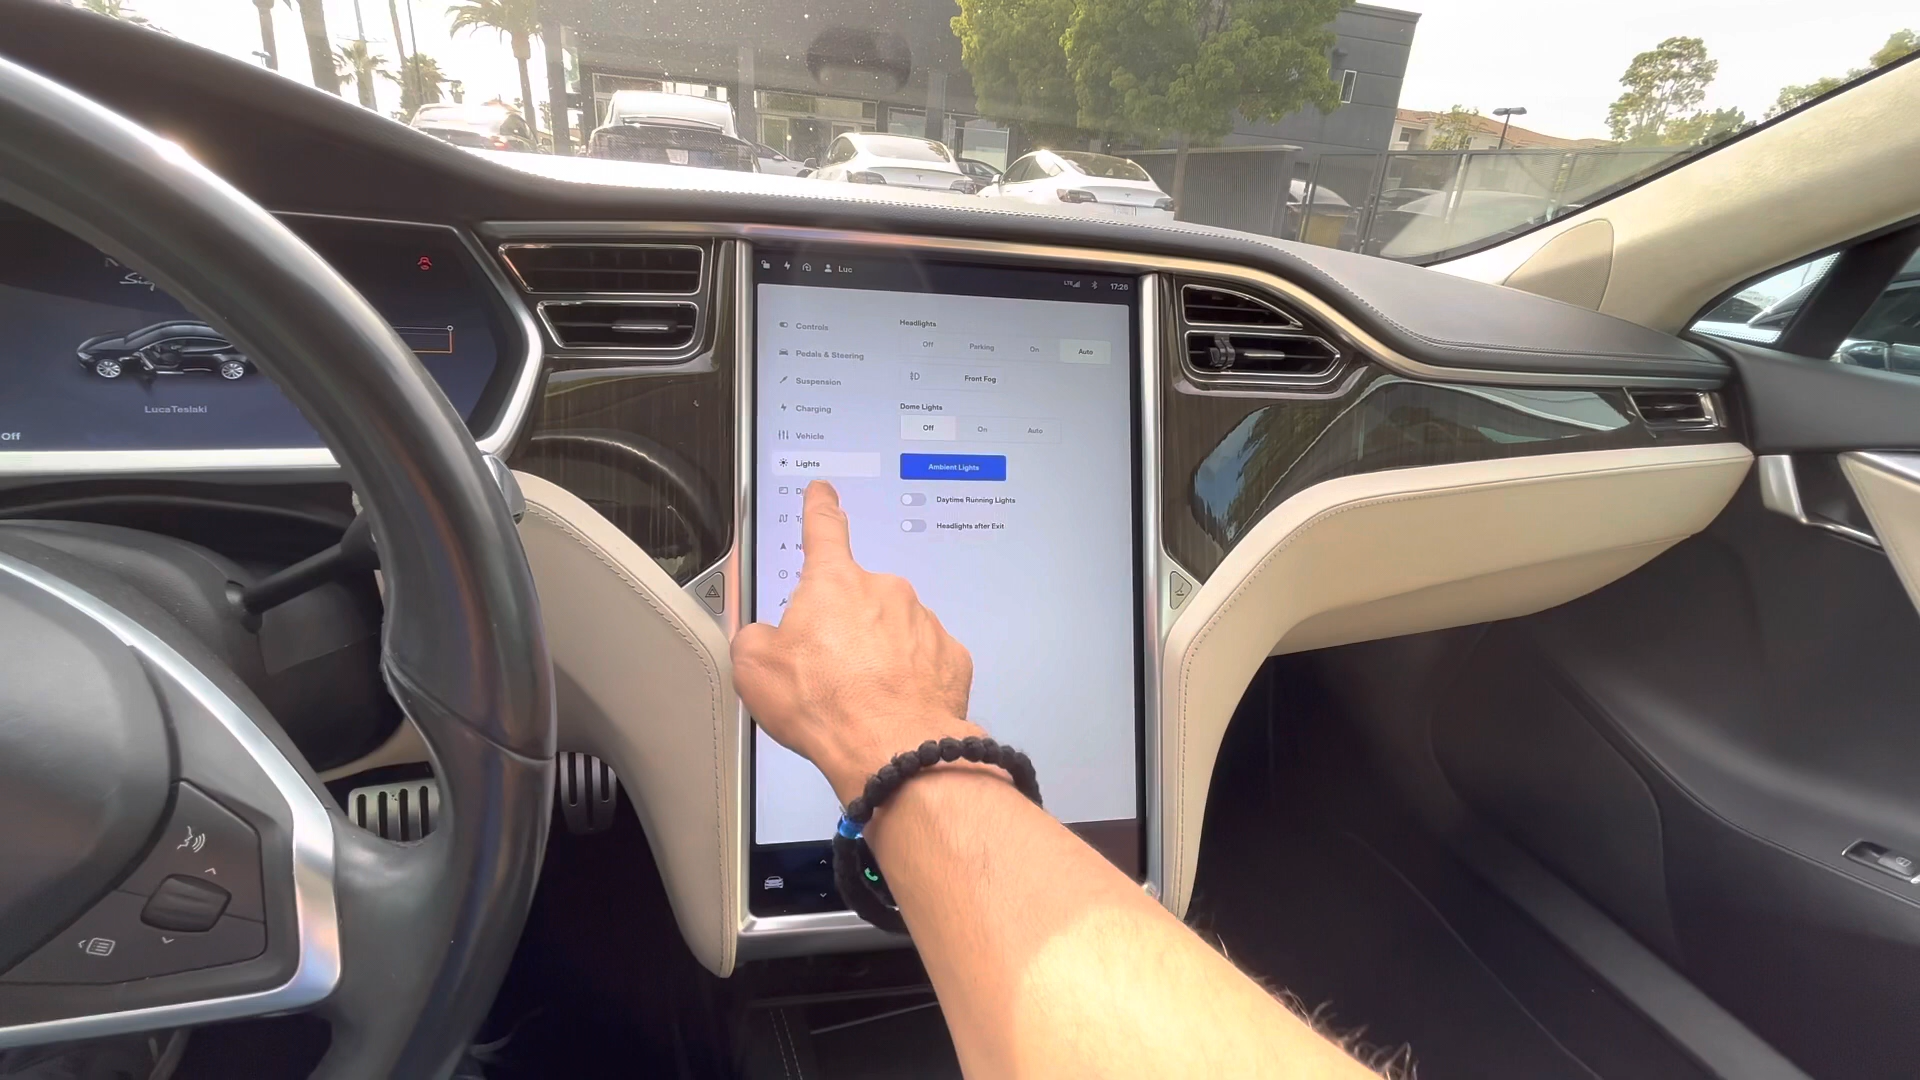 Luc
LTE
17:26
Controls
Pedals & Steering
Suspension
Charging
Vehicle
Lights
Headlights
Off Parking On Auto
Front Fog
Dome Lights
Off On Auto
Ambient Lights
Daytime Running Lights
Headlights after Exit
LucaTeslaki
Off